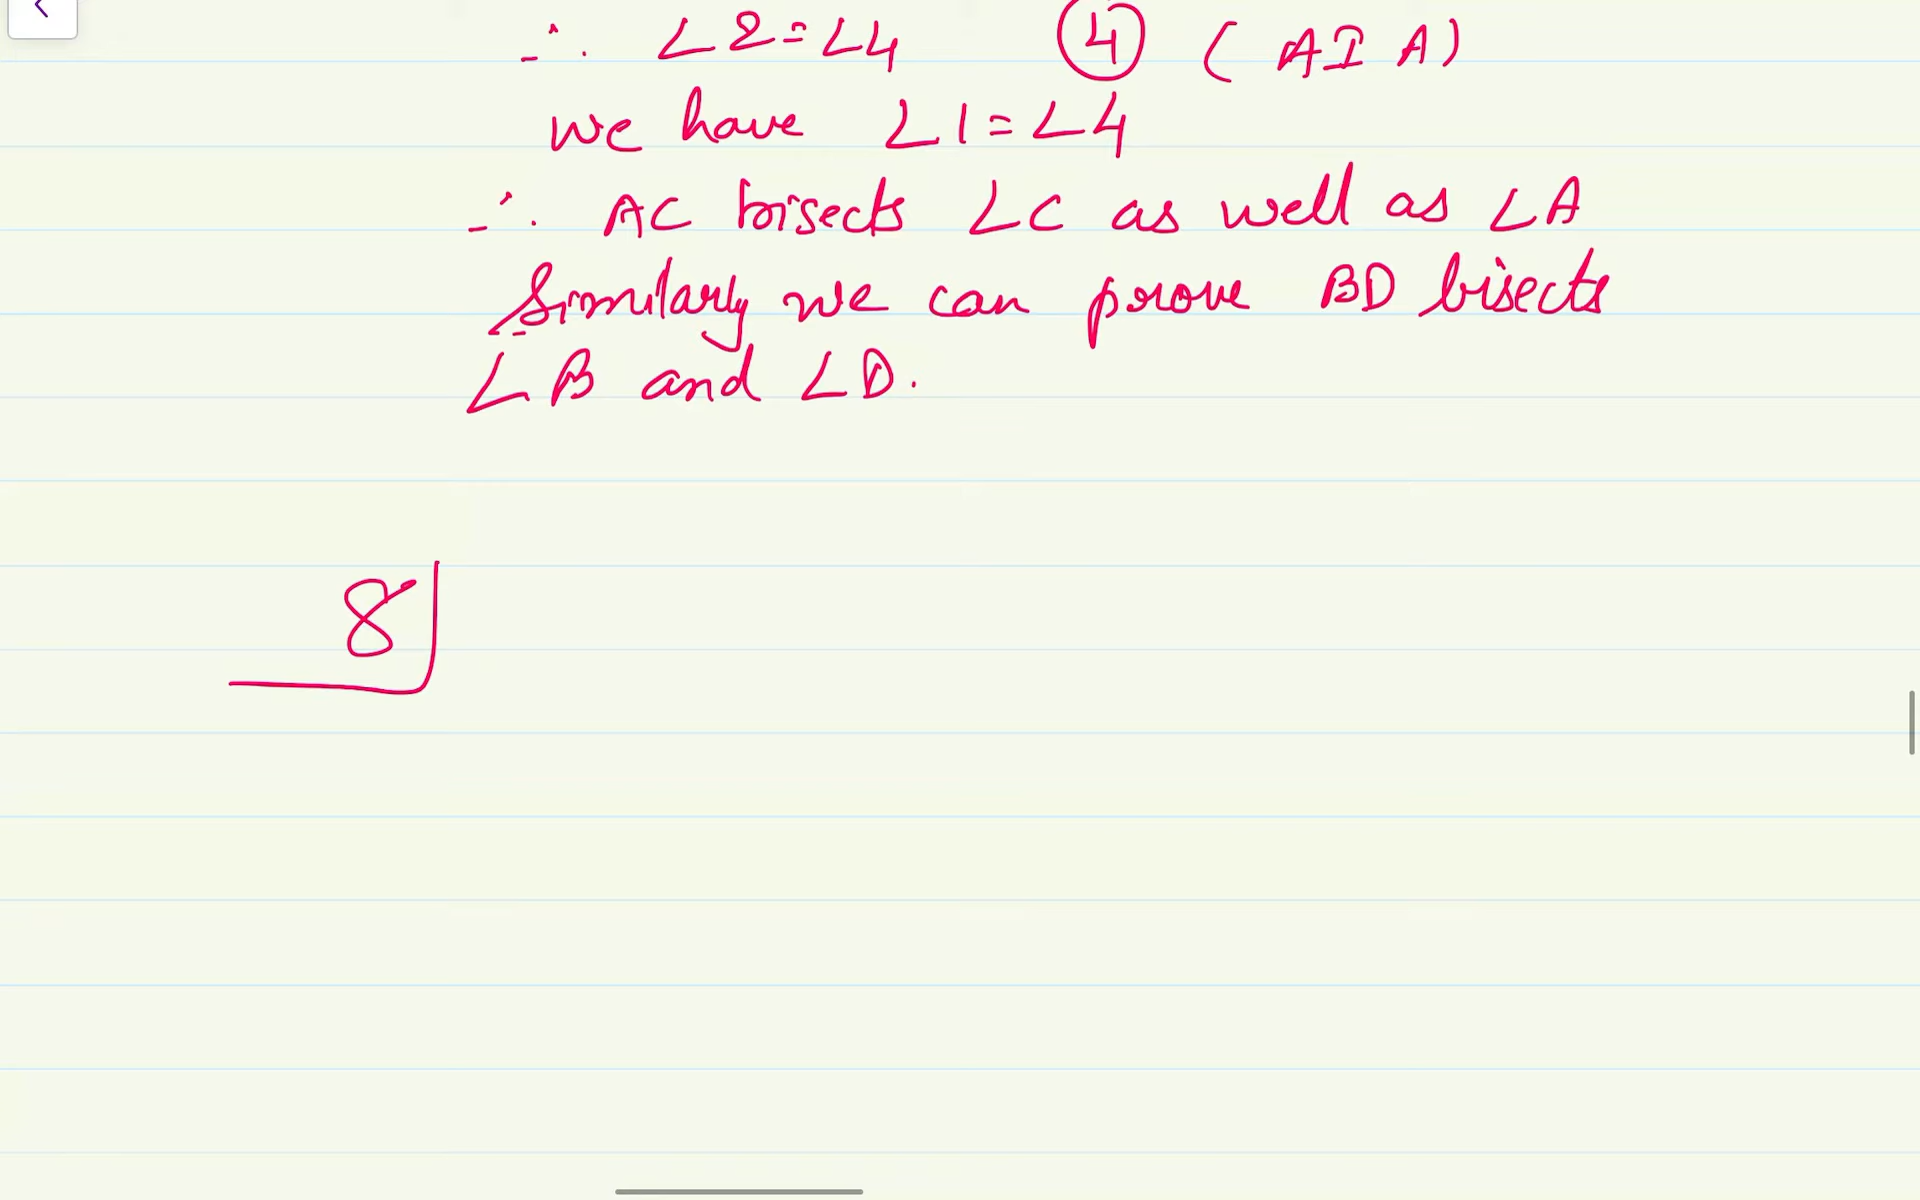 ∴ ∠2=∠4 ④ (AIA)
we have ∠1=∠4
∴ AC bisects ∠C as well as ∠A
Similarly we can prove BD bisects
∠B and ∠D.
8